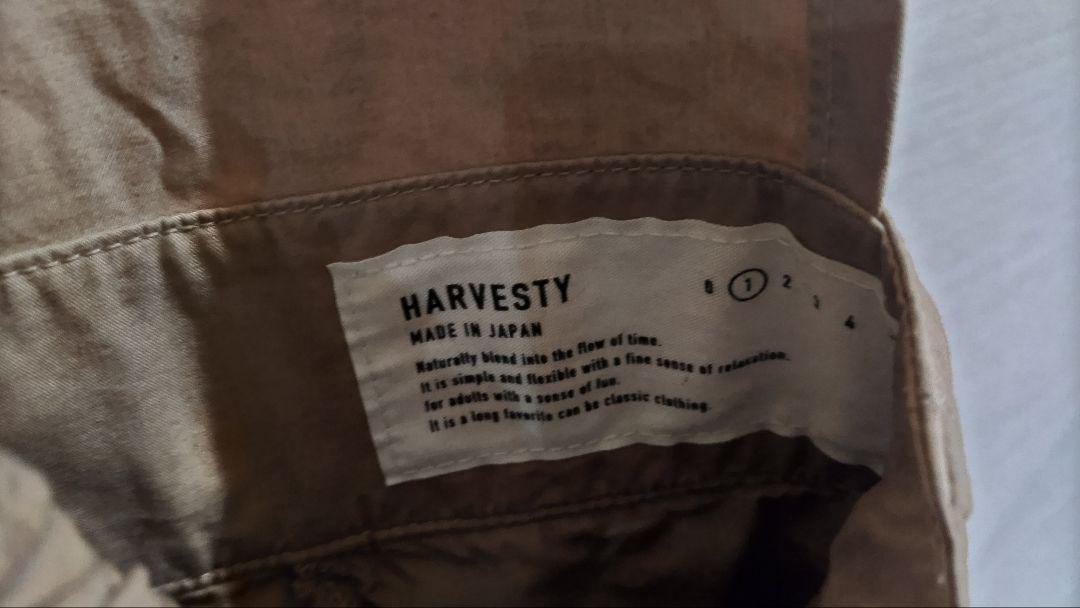 HARVESTY
0 1 2 3 4
MADE IN JAPAN
Naturally blend into the flow of time.
It is simple and flexible with a fine sense of relaxation.
for adults with a sense of fun.
It is a long favorite can be classic clothing.